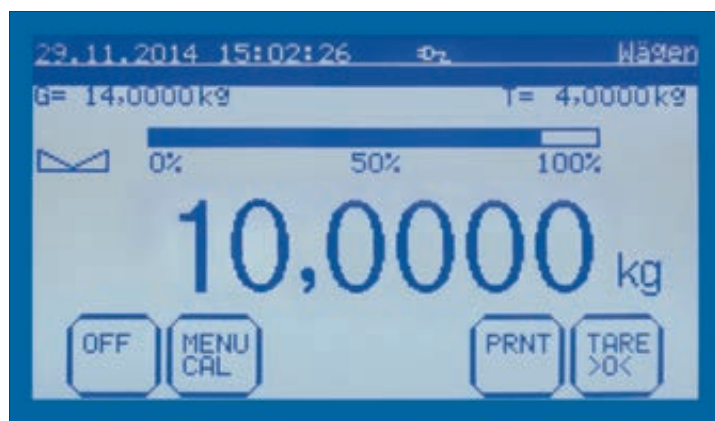 29.11.2014 15:02:26 Wägen
G= 14,0000kg T= 4,0000kg
0% 50% 100%
10,0000 kg
OFF MENU CAL PRNT TARE >0<